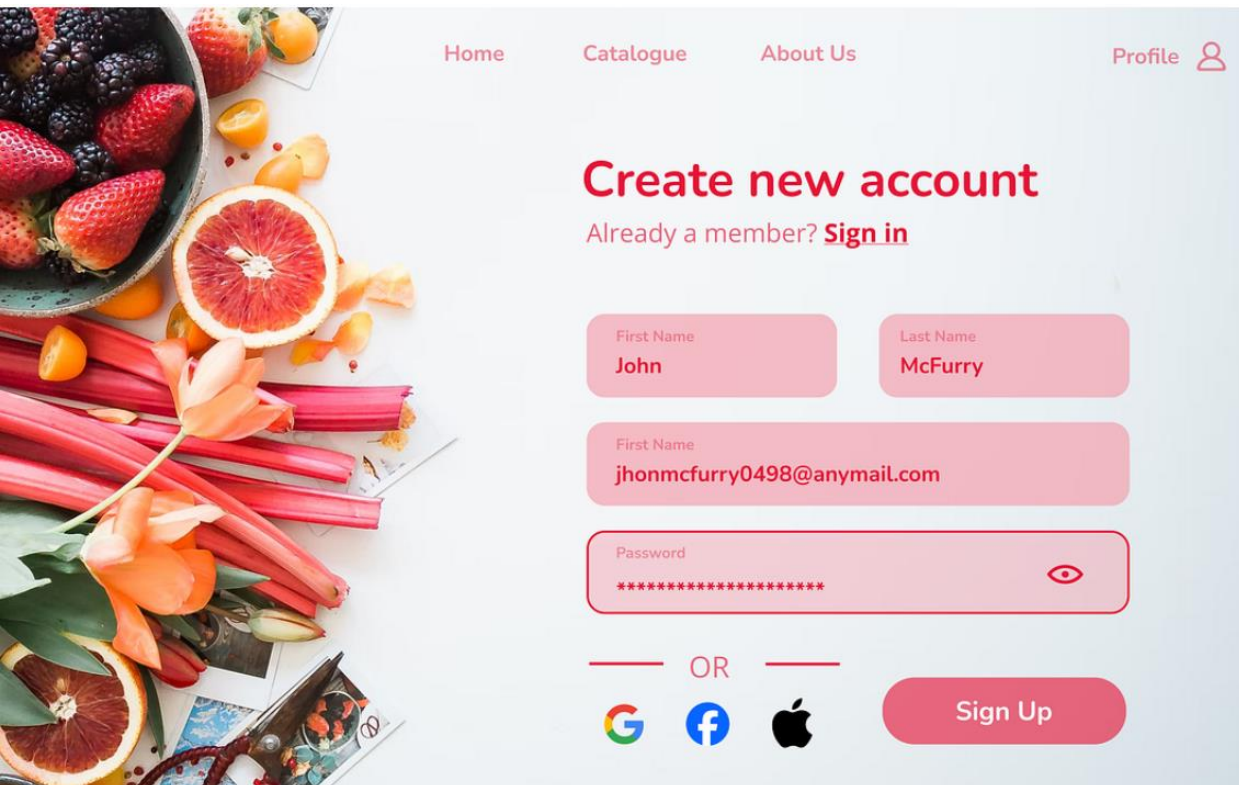 Home Catalogue About Us Profile
Create new account
Already a member? Sign in
First Name Last Name
John McFurry
First Name
jhonmcfurry0498@anymail.com
Password
*********************
OR
Sign Up